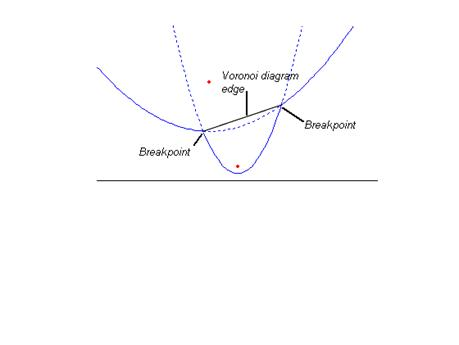 Voronoi diagram
edge
Breakpoint
Breakpoint